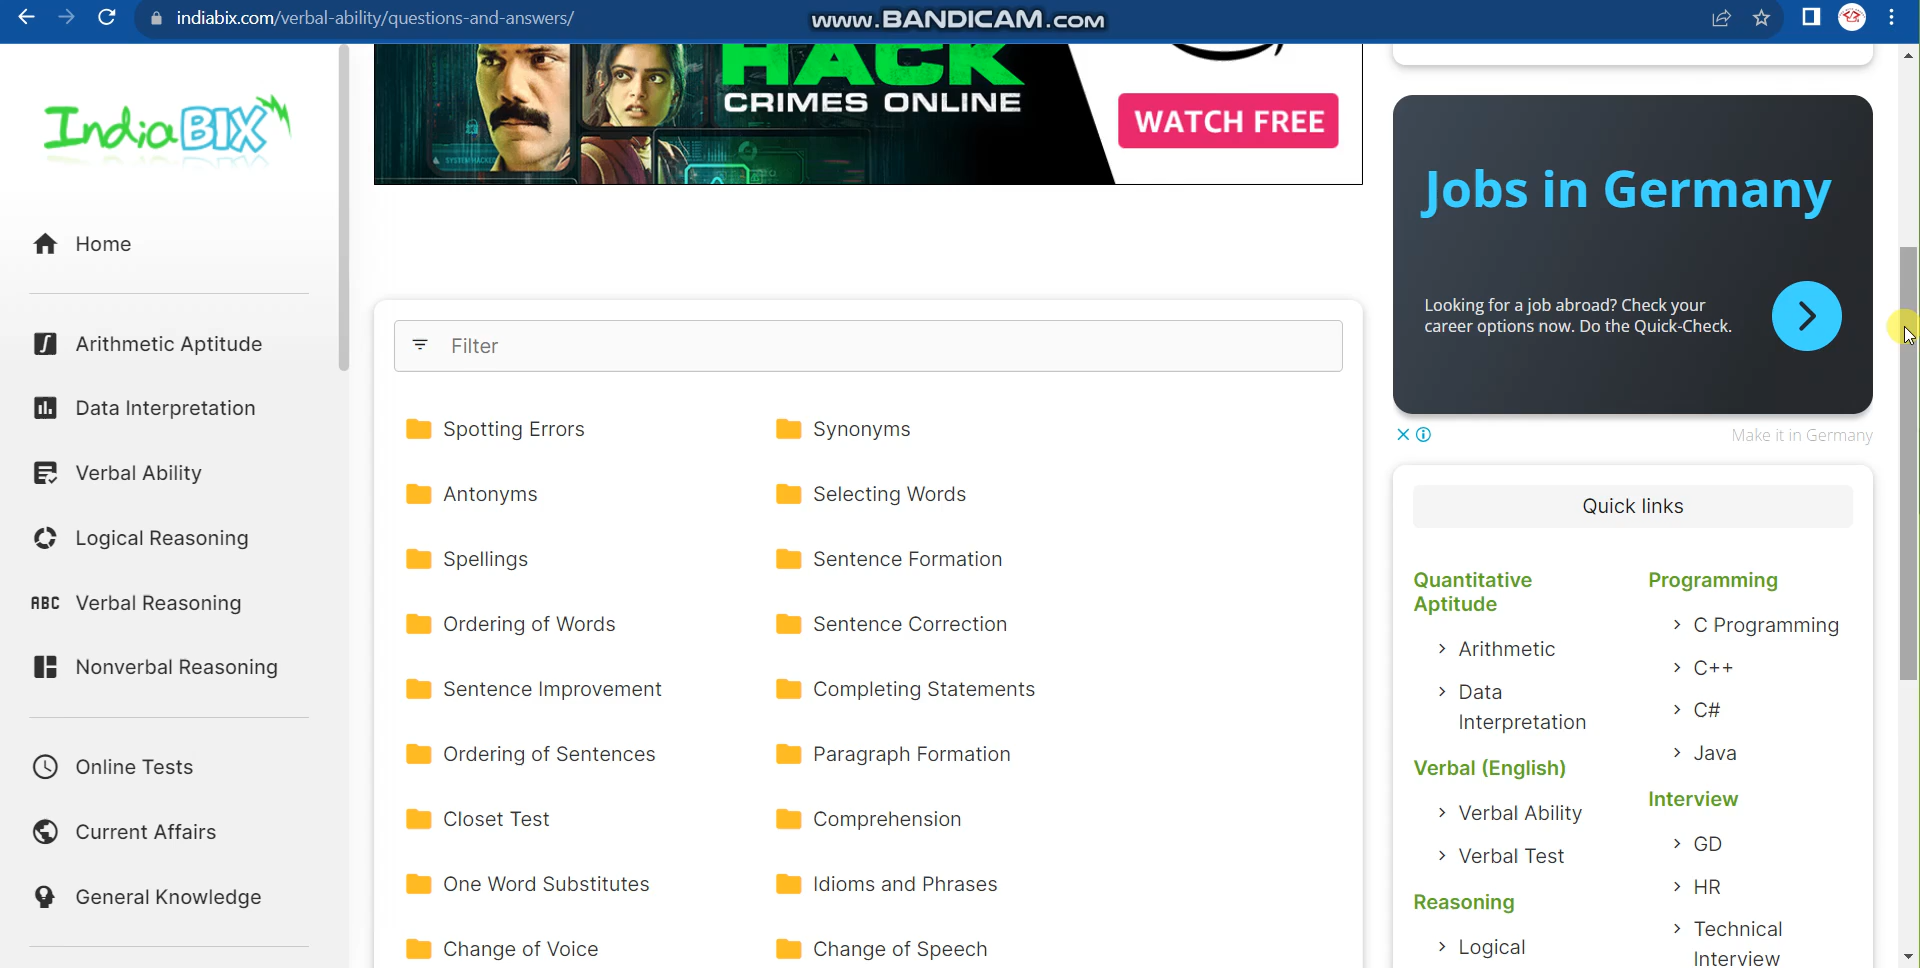 indiabix.com/verbal-ability/questions-and-answers/
www.BANDICAM.com
IndiaBIX
Home
Arithmetic Aptitude
Data Interpretation
Verbal Ability
Logical Reasoning
ABC Verbal Reasoning
Nonverbal Reasoning
Online Tests
Current Affairs
General Knowledge
HACK
CRIMES ONLINE
WATCH FREE
Filter
Spotting Errors
Synonyms
Antonyms
Selecting Words
Spellings
Sentence Formation
Ordering of Words
Sentence Correction
Sentence Improvement
Completing Statements
Ordering of Sentences
Paragraph Formation
Closet Test
Comprehension
One Word Substitutes
Idioms and Phrases
Change of Voice
Change of Speech
Jobs in Germany
Looking for a job abroad? Check your
career options now. Do the Quick-Check.
Make it in Germany
Quick links
Quantitative
Aptitude
Arithmetic
Data
Interpretation
Verbal (English)
Verbal Ability
Verbal Test
Reasoning
Logical
Programming
C Programming
C++
C#
Java
Interview
GD
HR
Technical
Interview